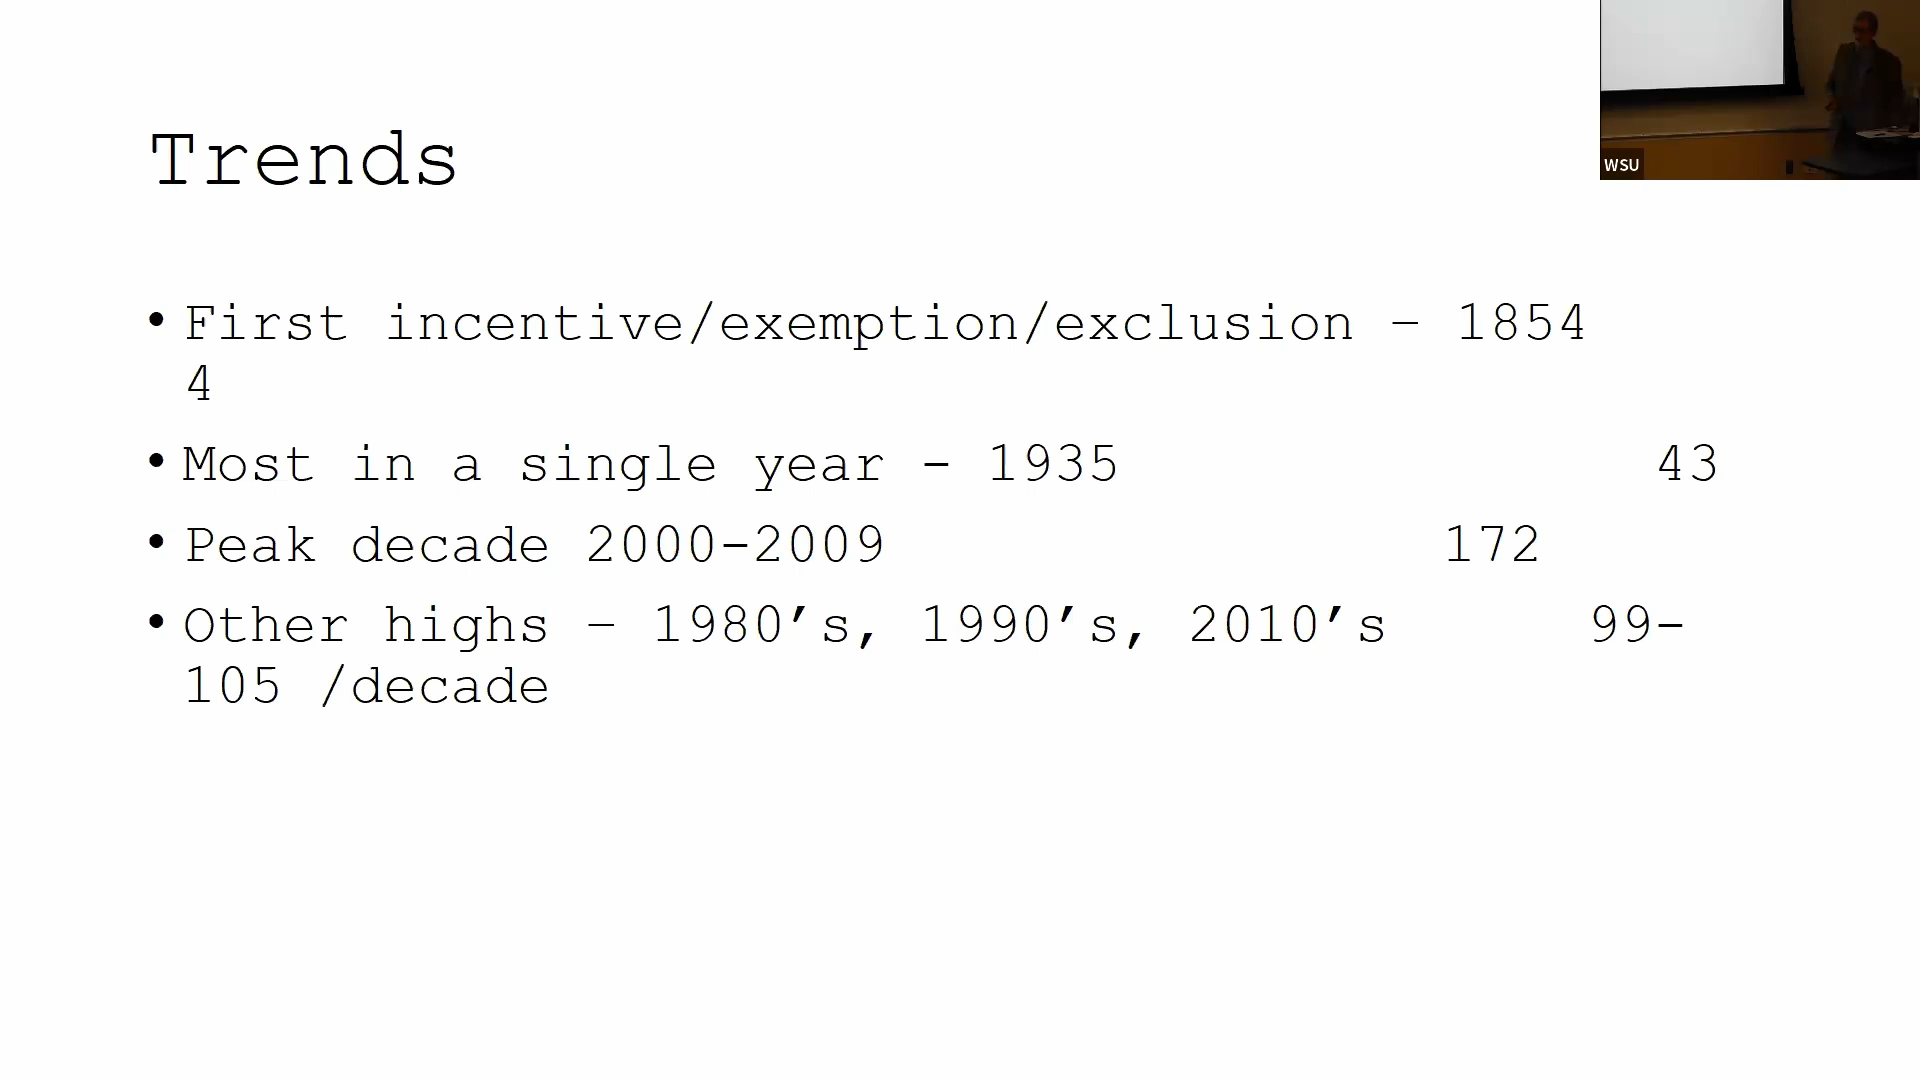 WSU
Trends
• First incentive/exemption/exclusion – 1854
4
• Most in a single year - 1935 43
• Peak decade 2000-2009 172
• Other highs – 1980’s, 1990’s, 2010’s 99-
105 /decade